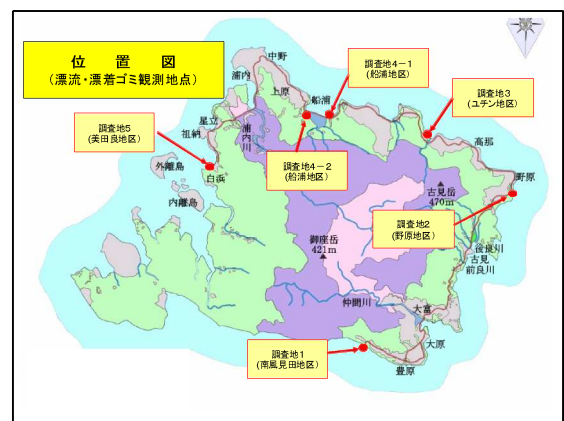 位 置 図
（漂流・漂着ゴミ観測地点）
中野
浦内
上原
船浦
調査地4－1
（船浦地区）
調査地3
（ユチン地区）
星立
祖納
浦内川
調査地5
（美田良地区）
調査地4－2
（船浦地区）
高那
外離島
白浜
内離島
古見岳
470m
野原
調査地2
（野原地区）
御座岳
421m
後良川
古見
前良川
仲間川
大富
大原
調査地1
（南風見田地区）
豊原